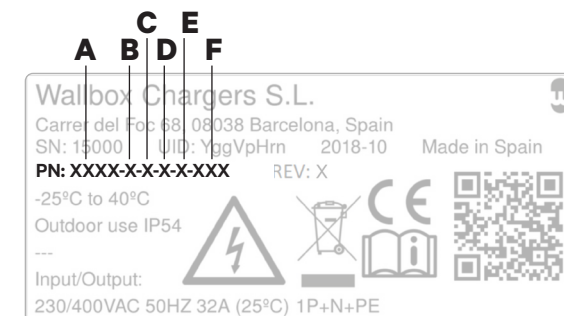 C E
A B D F
Wallbox Chargers S.L.
Carrer del Foc 68, 08038 Barcelona, Spain
SN: 15000 UID: YggVpHrn 2018-10 Made in Spain
PN: XXXX-X-X-X-X-XXX REV: X
-25ºC to 40ºC
Outdoor use IP54
---
Input/Output:
230/400VAC 50HZ 32A (25ºC) 1P+N+PE
CE
i